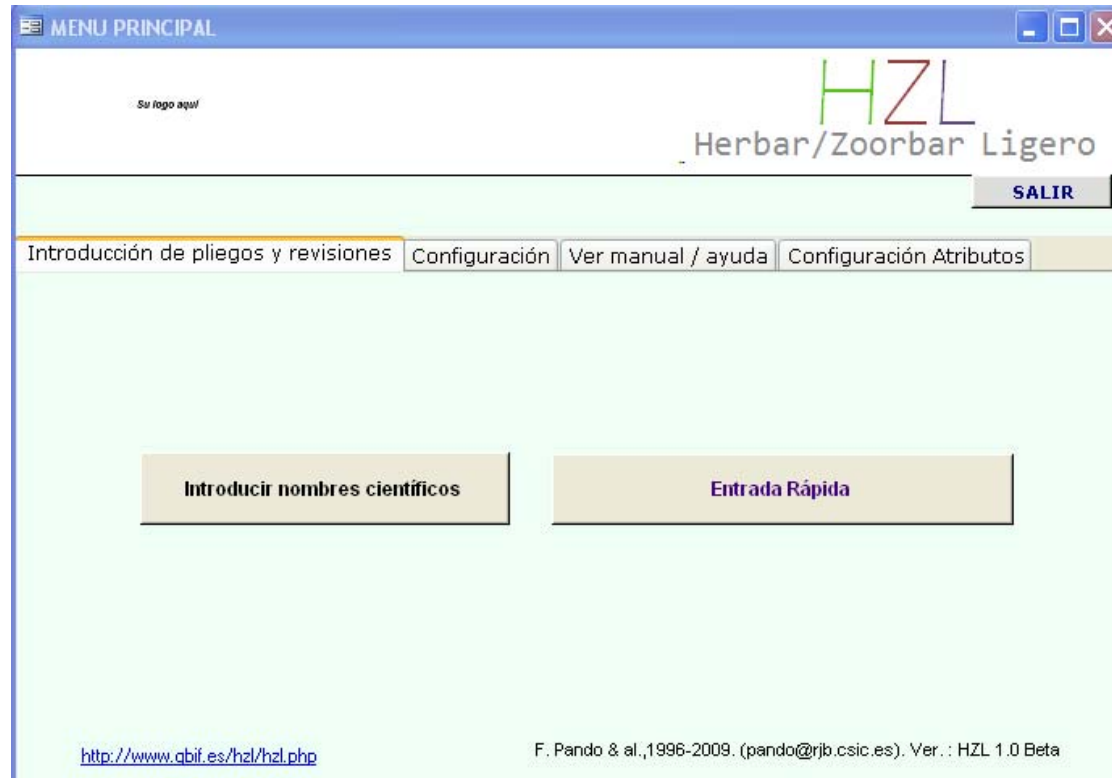 MENU PRINCIPAL
Su logo aquí
HZL
Herbar/Zoorbar Ligero
SALIR
Introducción de pliegos y revisiones Configuración Ver manual / ayuda Configuración Atributos
Introducir nombres científicos Entrada Rápida
http://www.gbif.es/hzl/hzl.php F. Pando & al.,1996-2009. (pando@rjb.csic.es). Ver. : HZL 1.0 Beta